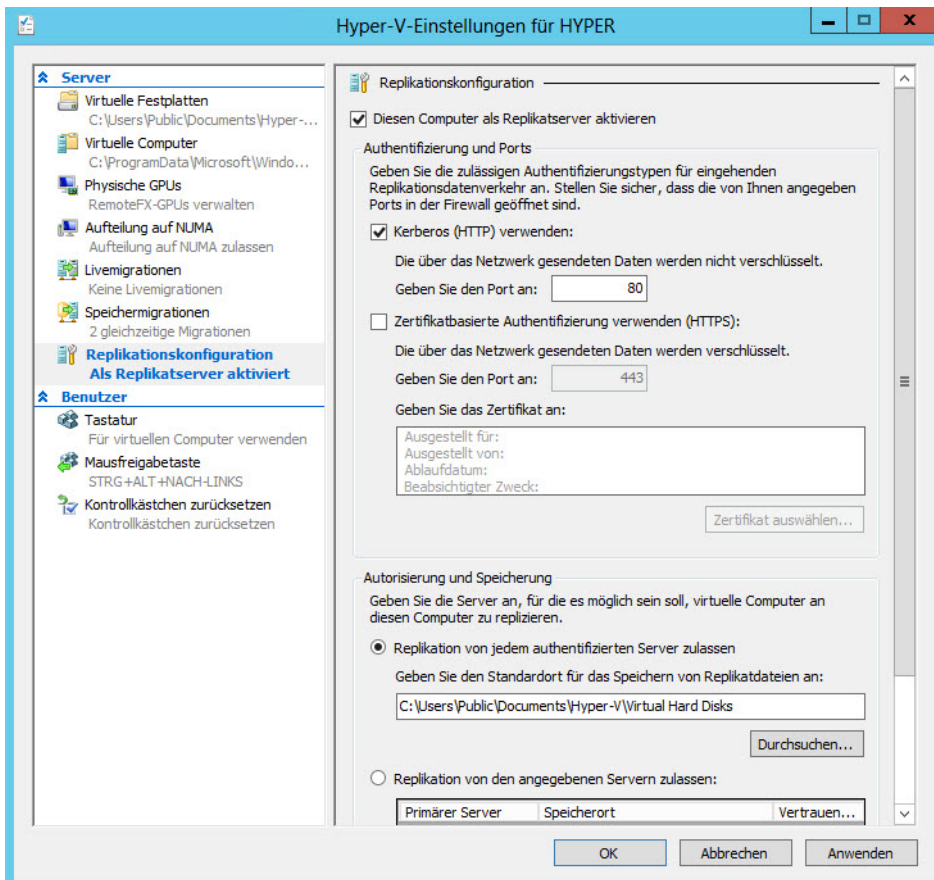 Hyper-V-Einstellungen für HYPER
Server
Virtuelle Festplatten
C:\Users\Public\Documents\Hyper-...
Virtuelle Computer
C:\ProgramData\Microsoft\Windo...
Physische GPUs
RemoteFX-GPUs verwalten
Aufteilung auf NUMA
Aufteilung auf NUMA zulassen
Livemigrationen
Keine Livemigrationen
Speichermigrationen
2 gleichzeitige Migrationen
Replikationskonfiguration
Als Replikatserver aktiviert
Benutzer
Tastatur
Für virtuellen Computer verwenden
Mausfreigabetaste
STRG+ALT+NACH-LINKS
Kontrollkästchen zurücksetzen
Kontrollkästchen zurücksetzen
Replikationskonfiguration
Diesen Computer als Replikatserver aktivieren
Authentifizierung und Ports
Geben Sie die zulässigen Authentifizierungstypen für eingehenden
Replikationsdatenverkehr an. Stellen Sie sicher, dass die von Ihnen angegeben
Ports in der Firewall geöffnet sind.
Kerberos (HTTP) verwenden:
Die über das Netzwerk gesendeten Daten werden nicht verschlüsselt.
Geben Sie den Port an: 80
Zertifikatbasierte Authentifizierung verwenden (HTTPS):
Die über das Netzwerk gesendeten Daten werden verschlüsselt.
Geben Sie den Port an: 443
Geben Sie das Zertifikat an:
Ausgestellt für:
Ausgestellt von:
Ablaufdatum:
Beabsichtigter Zweck:
Zertifikat auswählen...
Autorisierung und Speicherung
Geben Sie die Server an, für die es möglich sein soll, virtuelle Computer an
diesen Computer zu replizieren.
Replikation von jedem authentifizierten Server zulassen
Geben Sie den Standardort für das Speichern von Replikatdateien an:
C:\Users\Public\Documents\Hyper-V\Virtual Hard Disks
Durchsuchen...
Replikation von den angegebenen Servern zulassen:
Primärer Server Speicherort Vertrauen...
OK Abbrechen Anwenden